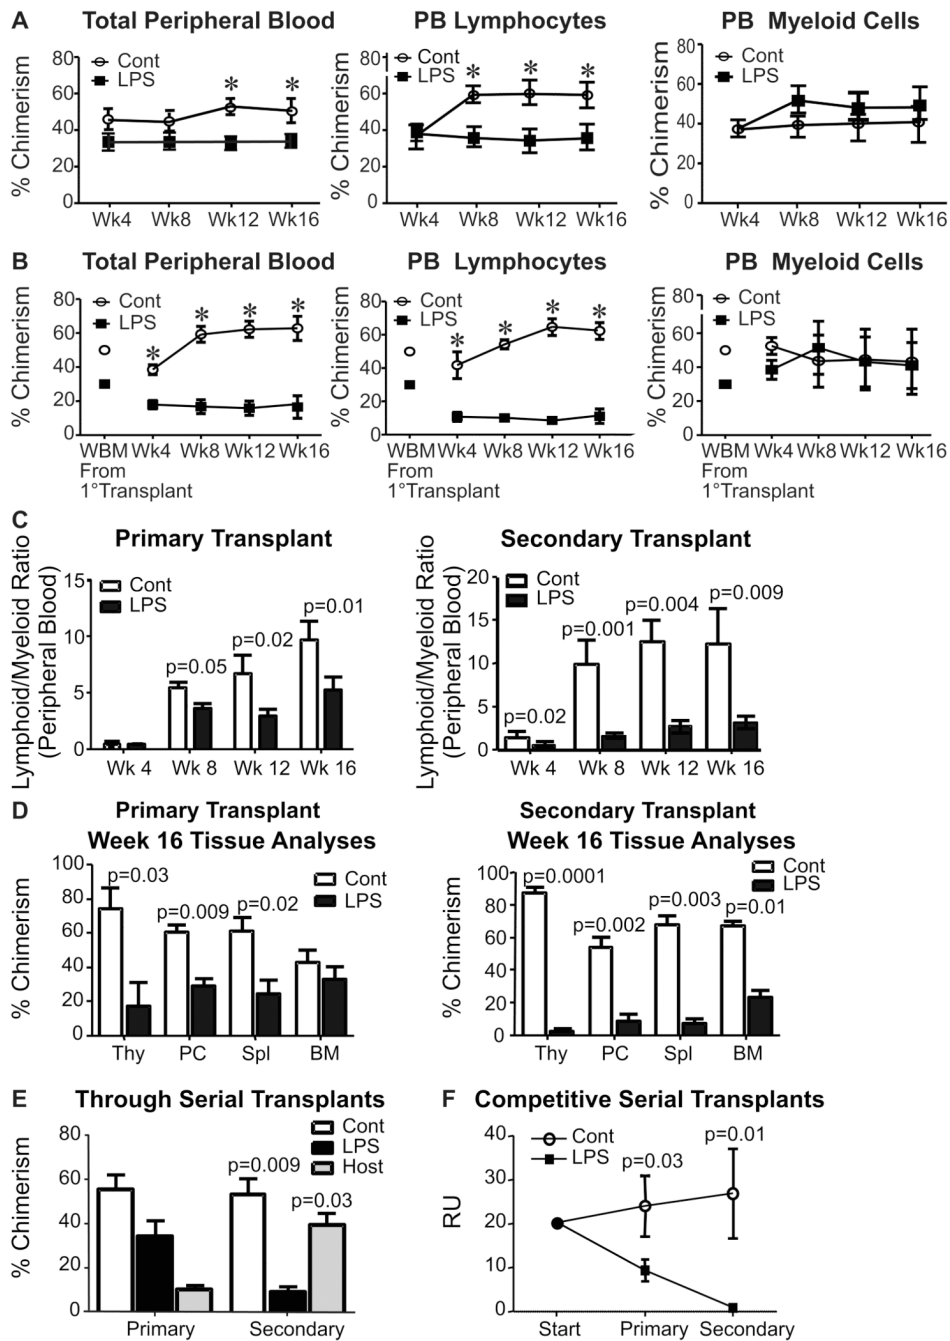 A Total Peripheral Blood PB Lymphocytes PB Myeloid Cells
% Chimerism
80
60
40
20
0
Cont
LPS
* *
Wk4 Wk8 Wk12 Wk16
% Chimerism
80
60
40
20
0
Cont
LPS
* * *
Wk4 Wk8 Wk12 Wk16
% Chimerism
80
60
40
20
0
Cont
LPS
Wk4 Wk8 Wk12 Wk16
B Total Peripheral Blood PB Lymphocytes PB Myeloid Cells
% Chimerism
80
60
40
20
0
Cont
LPS
* * * *
WBM Wk4 Wk8 Wk12 Wk16
From
1°Transplant
% Chimerism
80
60
40
20
0
Cont
LPS
* * * *
WBM Wk4 Wk8 Wk12 Wk16
From
1°Transplant
% Chimerism
80
60
40
20
0
Cont
LPS
WBM Wk4 Wk8 Wk12 Wk16
From
1°Transplant
C
Primary Transplant
Lymphoid/Myeloid Ratio
(Peripheral Blood)
15
10
5
0
Cont
LPS
p=0.05
p=0.02
p=0.01
Wk 4 Wk 8 Wk 12 Wk 16
Secondary Transplant
Lymphoid/Myeloid Ratio
(Peripheral Blood)
20
15
10
5
0
Cont
LPS
p=0.02
p=0.001
p=0.004
p=0.009
Wk 4 Wk 8 Wk 12 Wk 16
D
Primary Transplant
Week 16 Tissue Analyses
% Chimerism
100
80
60
40
20
0
Cont
LPS
p=0.03
p=0.009
p=0.02
Thy PC Spl BM
Secondary Transplant
Week 16 Tissue Analyses
% Chimerism
100
80
60
40
20
0
Cont
LPS
p=0.0001
p=0.002
p=0.003
p=0.01
Thy PC Spl BM
E Through Serial Transplants
% Chimerism
80
60
40
20
0
Cont
LPS
Host
p=0.009
p=0.03
Primary Secondary
F Competitive Serial Transplants
RU
40
30
20
10
0
Cont
LPS
p=0.03
p=0.01
Start Primary Secondary